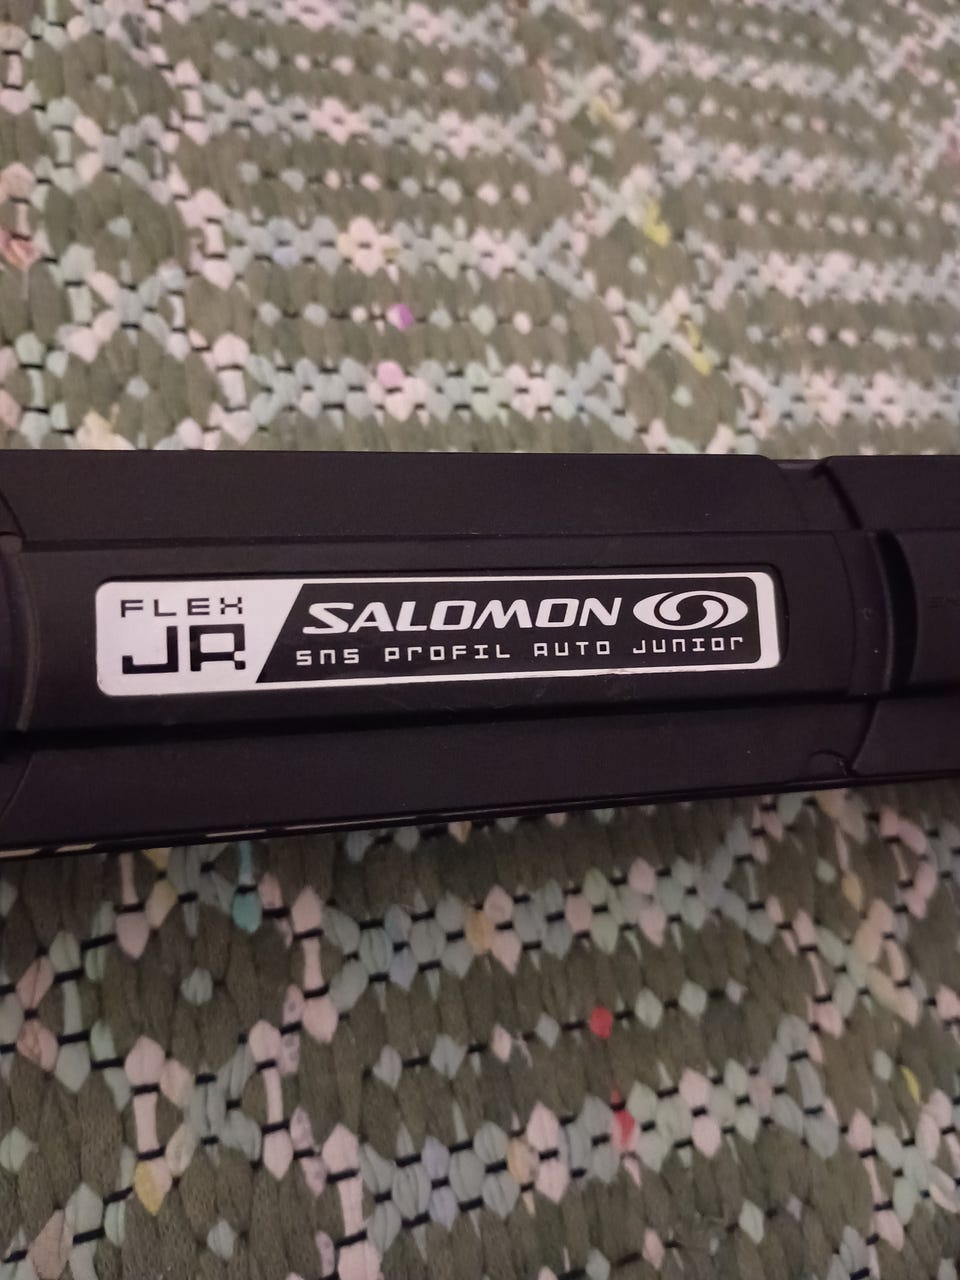 FLEX
JR
SALOMON
SNS PROFIL AUTO JUNIOR